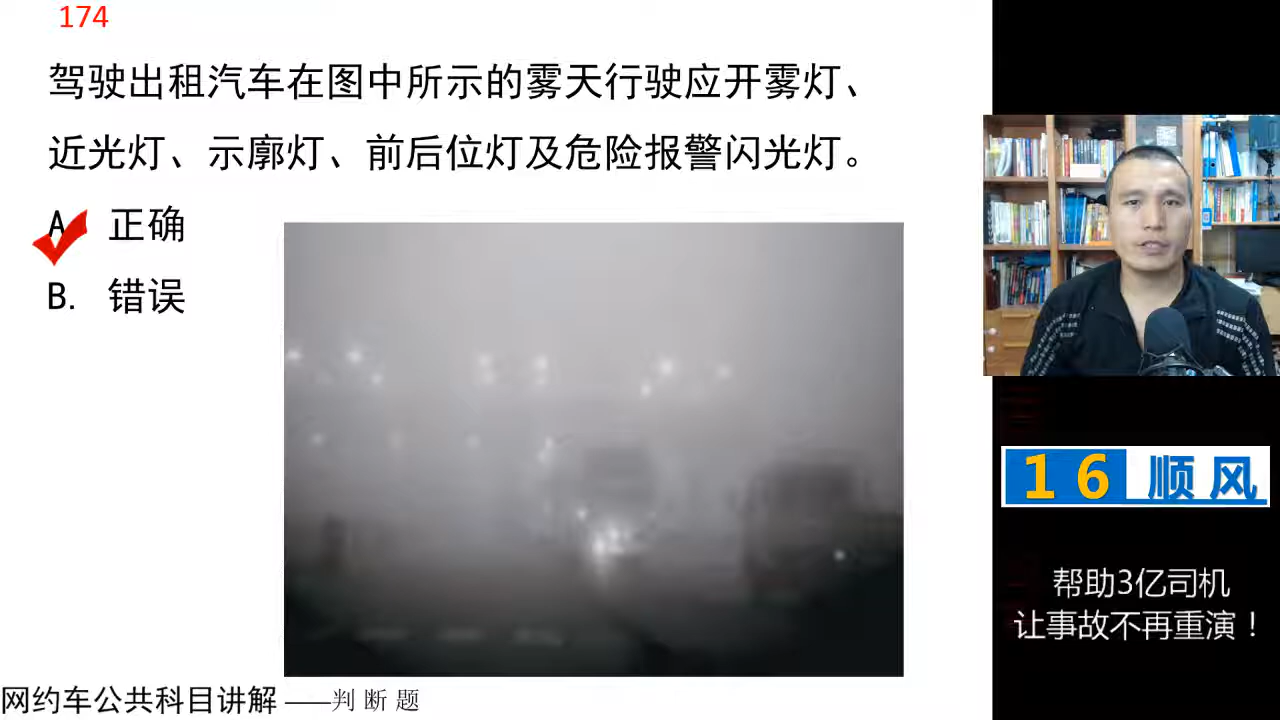 174
驾驶出租汽车在图中所示的雾天行驶应开雾灯、
近光灯、示廓灯、前后位灯及危险报警闪光灯。
A 正确
B. 错误
16顺风
帮助3亿司机
让事故不再重演！
网约车公共科目讲解——判断题